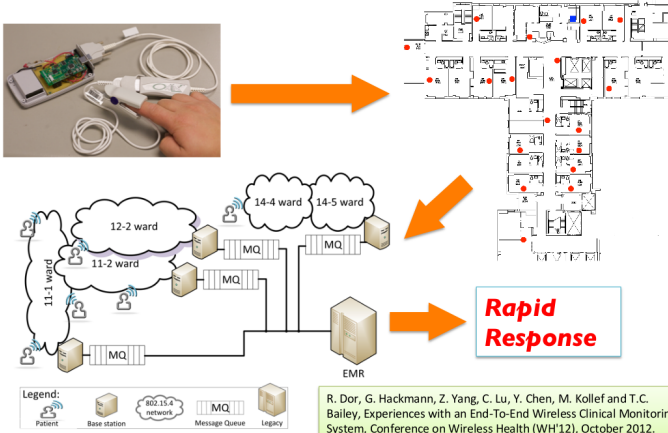 14-4 ward
14-5 ward
12-2 ward
MQ
MQ
11-2 ward
11-1 ward
MQ
MQ
Rapid
Response
EMR
Legend:
Patient
Base station
802.15.4
network
MQ
Message Queue
Legacy
R. Dor, G. Hackmann, Z. Yang, C. Lu, Y. Chen, M. Kollef and T.C.
Bailey, Experiences with an End-To-End Wireless Clinical Monitorin
System, Conference on Wireless Health (WH'12), October 2012.